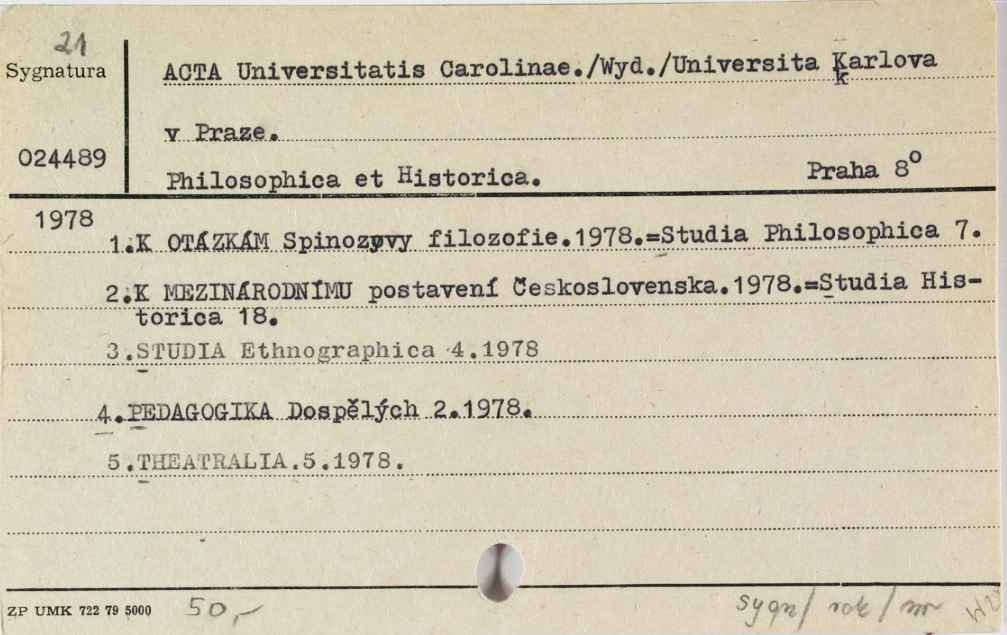 21
Sygnatura
ACTA Universitatis Carolinae./Wyd./Universita Karlova
k
v Praze.
024489
Philosophica et Historica. Praha 8°
1978
1.K OTÁZKÁM Spinozovy filozofie.1978.=Studia Philosophica 7.
2.K MEZINÁRODNÍMU postavení Československa.1978.=Studia His-
torica 18.
3.STUDIA Ethnographica 4.1978
4.PEDAGOGIKA Dospělých 2.1978.
5.THEATRALIA.5.1978.
ZP UMK 722 79 5000 50,-
sygn/ rok/ nr